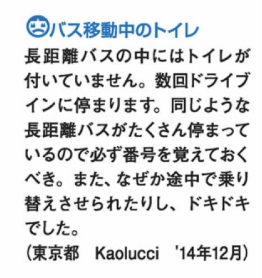 バス移動中のトイレ
長距離バスの中にはトイレが
付いていません。数回ドライブ
インに停まります。同じような
長距離バスがたくさん停まって
いるので必ず番号を覚えておく
べき。また、なぜか途中で乗り
替えさせられたりし、ドキドキ
でした。
(東京都　Kaolucci　'14年12月)